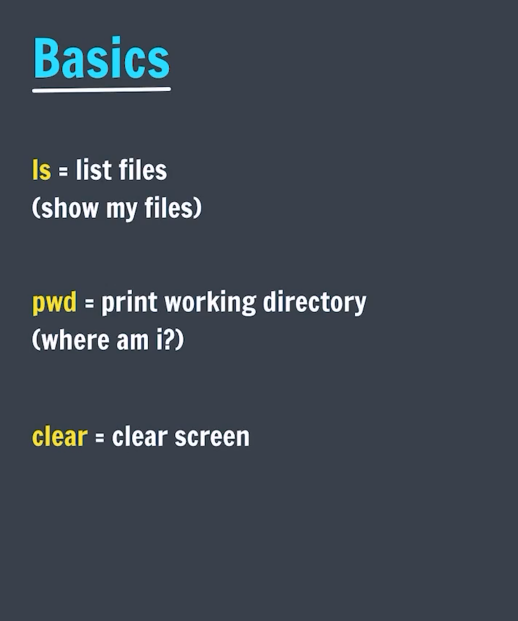 Basics
ls = list files
(show my files)
pwd = print working directory
(where am i?)
clear = clear screen